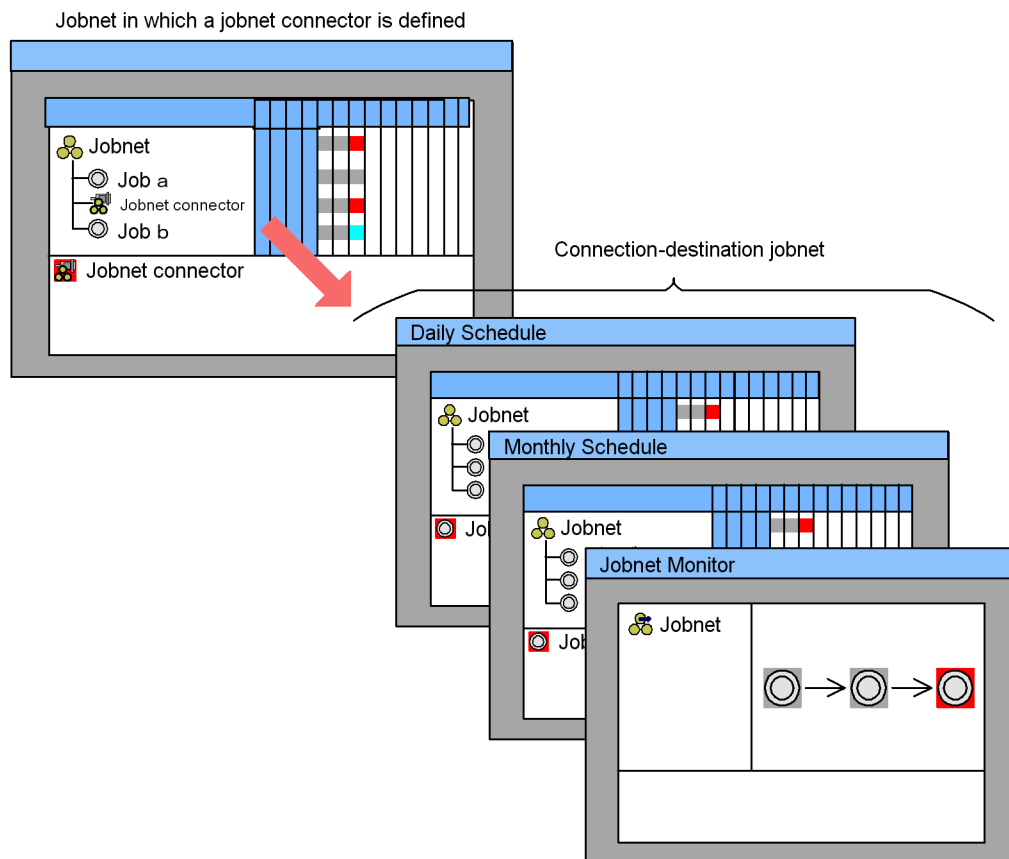 Jobnet in which a jobnet connector is defined
Jobnet
Job a
Jobnet connector
Job b
Jobnet connector
Connection-destination jobnet
Daily Schedule
Jobnet
Monthly Schedule
Jobnet
Jobnet Monitor
Jobnet